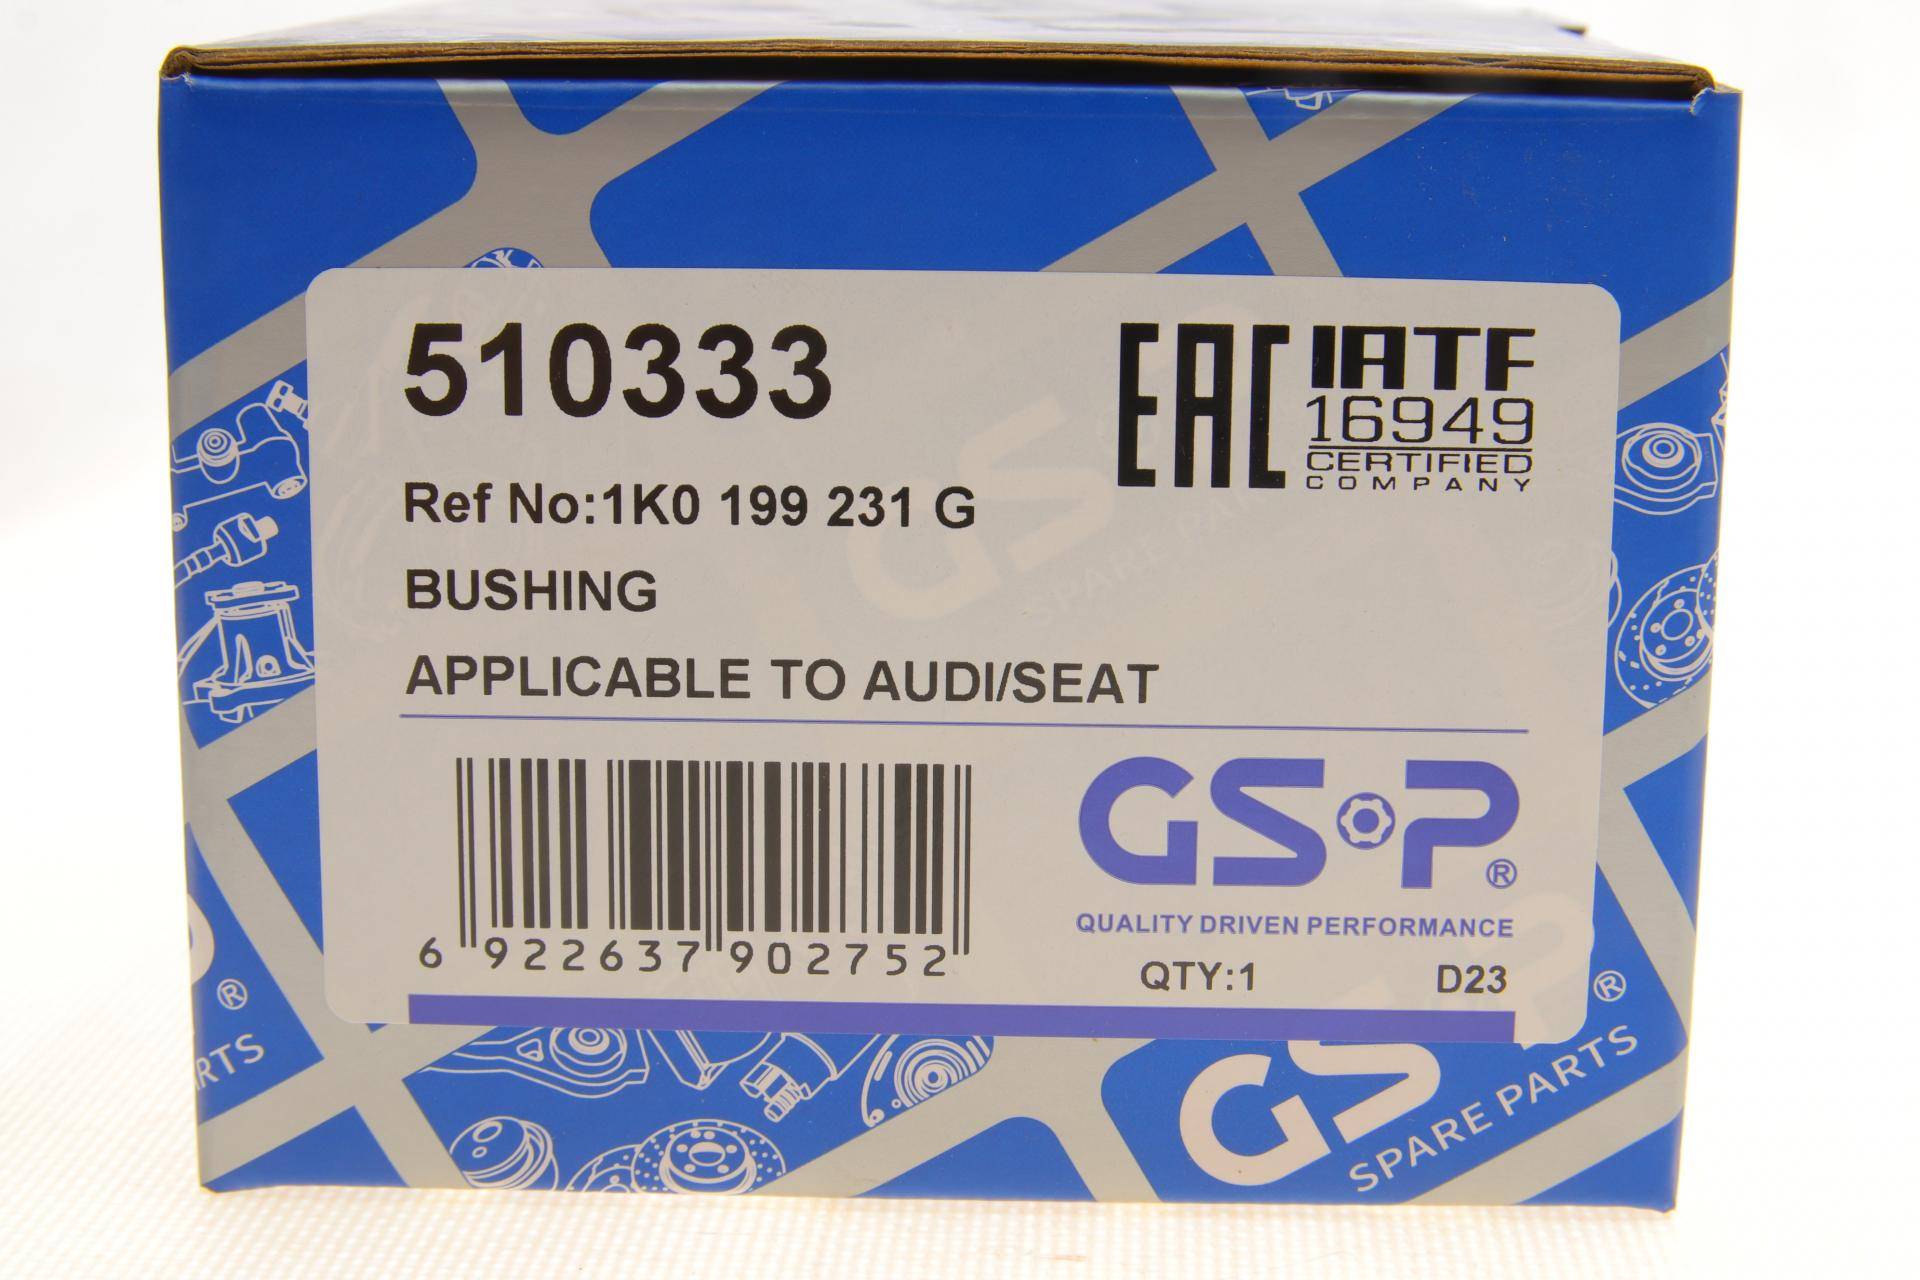 510333
EAC
IATF
16949
CERTIFIED
COMPANY
Ref No:1K0 199 231 G
BUSHING
APPLICABLE TO AUDI/SEAT
6 922637 902752
GSP®
QUALITY DRIVEN PERFORMANCE
QTY:1 D23
®
GSP®
SPARE PARTS